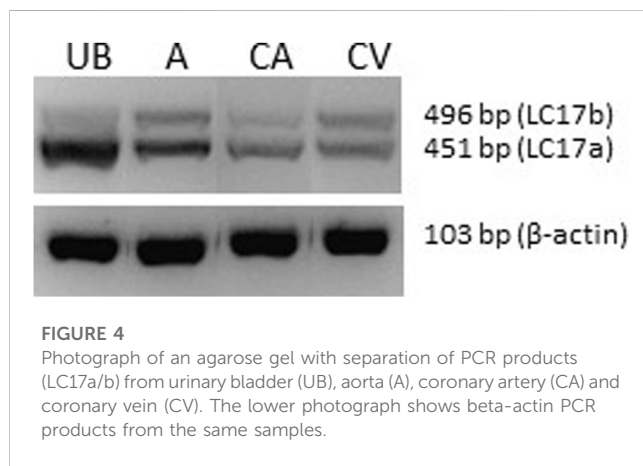 UB A CA CV
496 bp (LC17b)
451 bp (LC17a)
103 bp (β-actin)
FIGURE 4
Photograph of an agarose gel with separation of PCR products
(LC17a/b) from urinary bladder (UB), aorta (A), coronary artery (CA) and
coronary vein (CV). The lower photograph shows beta-actin PCR
products from the same samples.